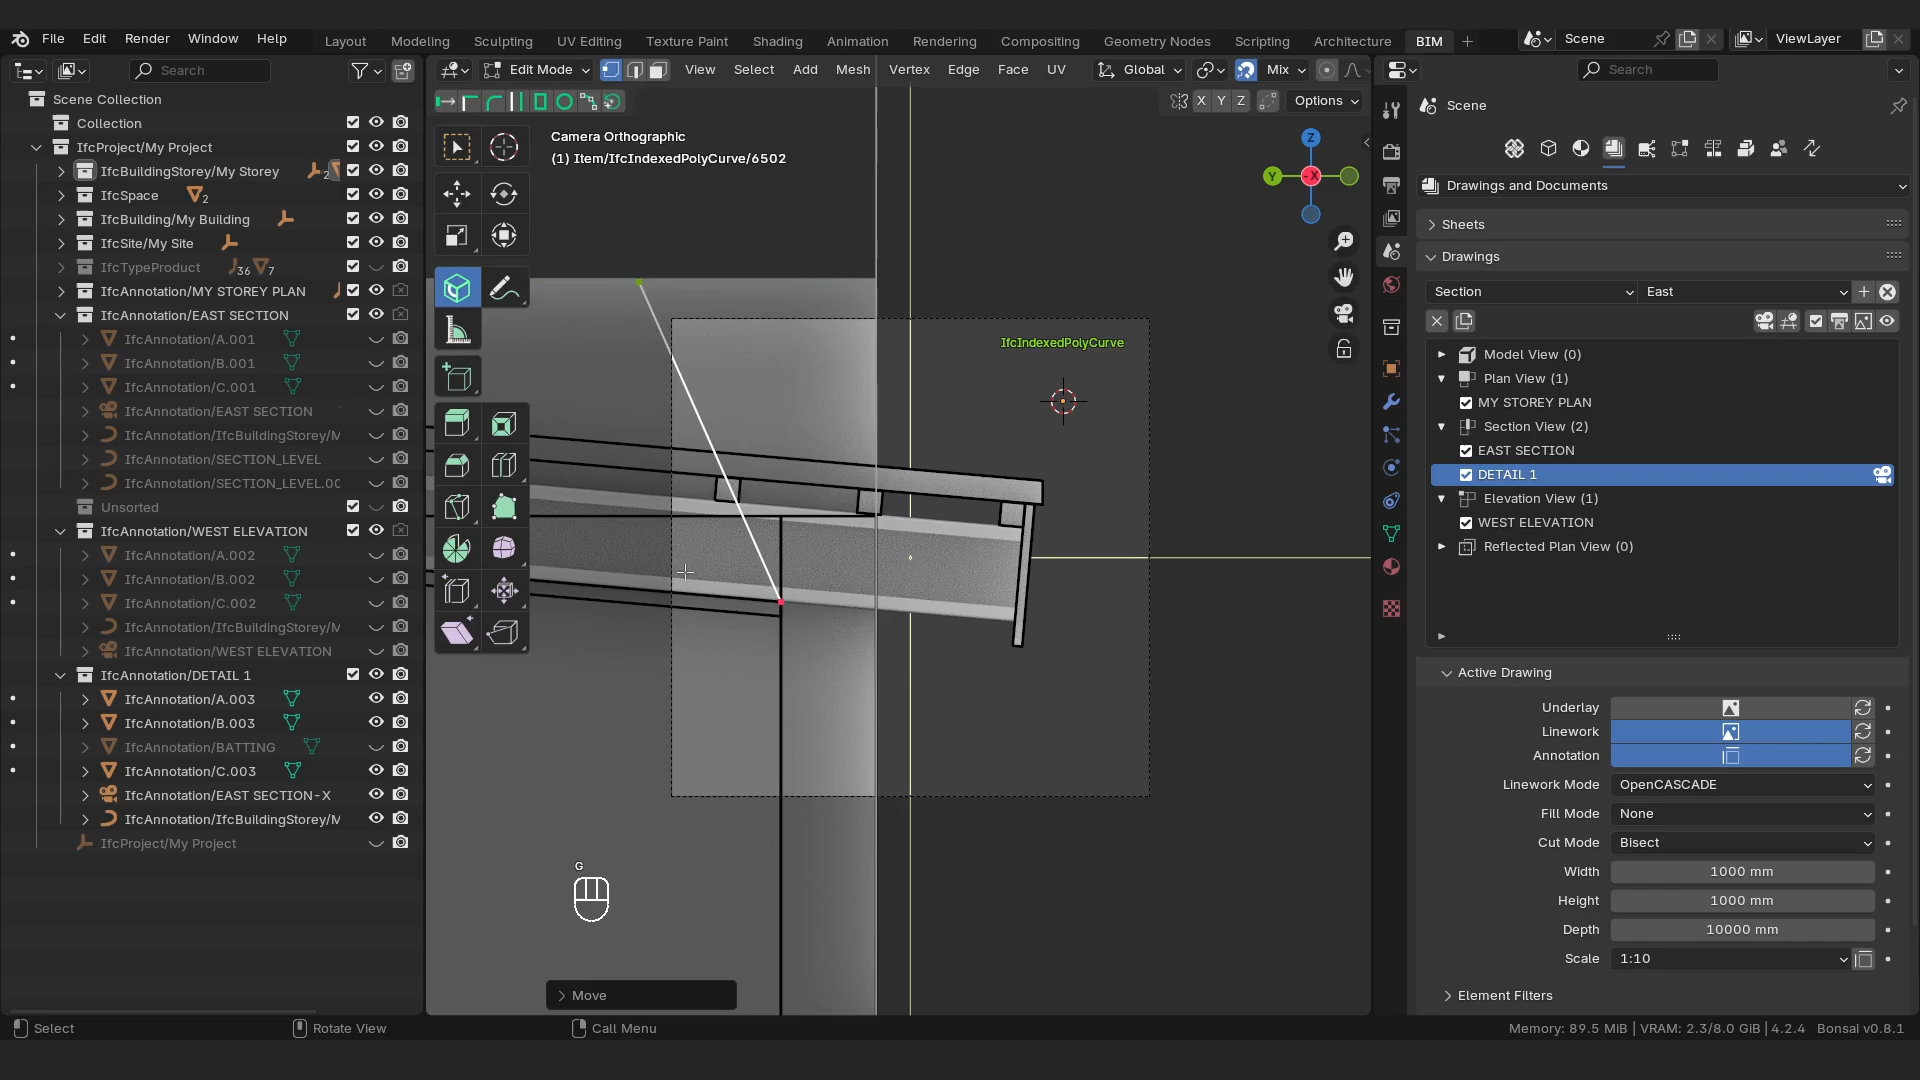 File Edit Render Window Help
Layout Modeling Sculpting UV Editing Texture Paint Shading Animation Rendering Compositing Geometry Nodes Scripting Architecture BIM + Scene ViewLayer
Search
Edit Mode View Select Add Mesh Vertex Edge Face UV Global Mix
Search
X Y Z Options
Scene Collection
Collection
IfcProject/My Project
IfcBuildingStorey/My Storey 2
IfcSpace 2
IfcBuilding/My Building
IfcSite/My Site
IfcTypeProduct 36 7
IfcAnnotation/MY STOREY PLAN
IfcAnnotation/EAST SECTION
IfcAnnotation/A.001
IfcAnnotation/B.001
IfcAnnotation/C.001
IfcAnnotation/EAST SECTION
IfcAnnotation/IfcBuildingStorey/M
IfcAnnotation/SECTION_LEVEL
IfcAnnotation/SECTION_LEVEL.00
Unsorted
IfcAnnotation/WEST ELEVATION
IfcAnnotation/A.002
IfcAnnotation/B.002
IfcAnnotation/C.002
IfcAnnotation/IfcBuildingStorey/M
IfcAnnotation/WEST ELEVATION
IfcAnnotation/DETAIL 1
IfcAnnotation/A.003
IfcAnnotation/B.003
IfcAnnotation/BATTING
IfcAnnotation/C.003
IfcAnnotation/EAST SECTION-X
IfcAnnotation/IfcBuildingStorey/M
IfcProject/My Project
Camera Orthographic
(1) Item/IfcIndexedPolyCurve/6502
Z
Y -X
IfcIndexedPolyCurve
G
Move
Scene
Drawings and Documents
Sheets
Drawings
Section East
Model View (0)
Plan View (1)
MY STOREY PLAN
Section View (2)
EAST SECTION
DETAIL 1
Elevation View (1)
WEST ELEVATION
Reflected Plan View (0)
Active Drawing
Underlay
Linework
Annotation
Linework Mode OpenCASCADE
Fill Mode None
Cut Mode Bisect
Width 1000 mm
Height 1000 mm
Depth 10000 mm
Scale 1:10
Element Filters
Select Rotate View Call Menu Memory: 89.5 MiB | VRAM: 2.3/8.0 GiB | 4.2.4 Bonsai v0.8.1